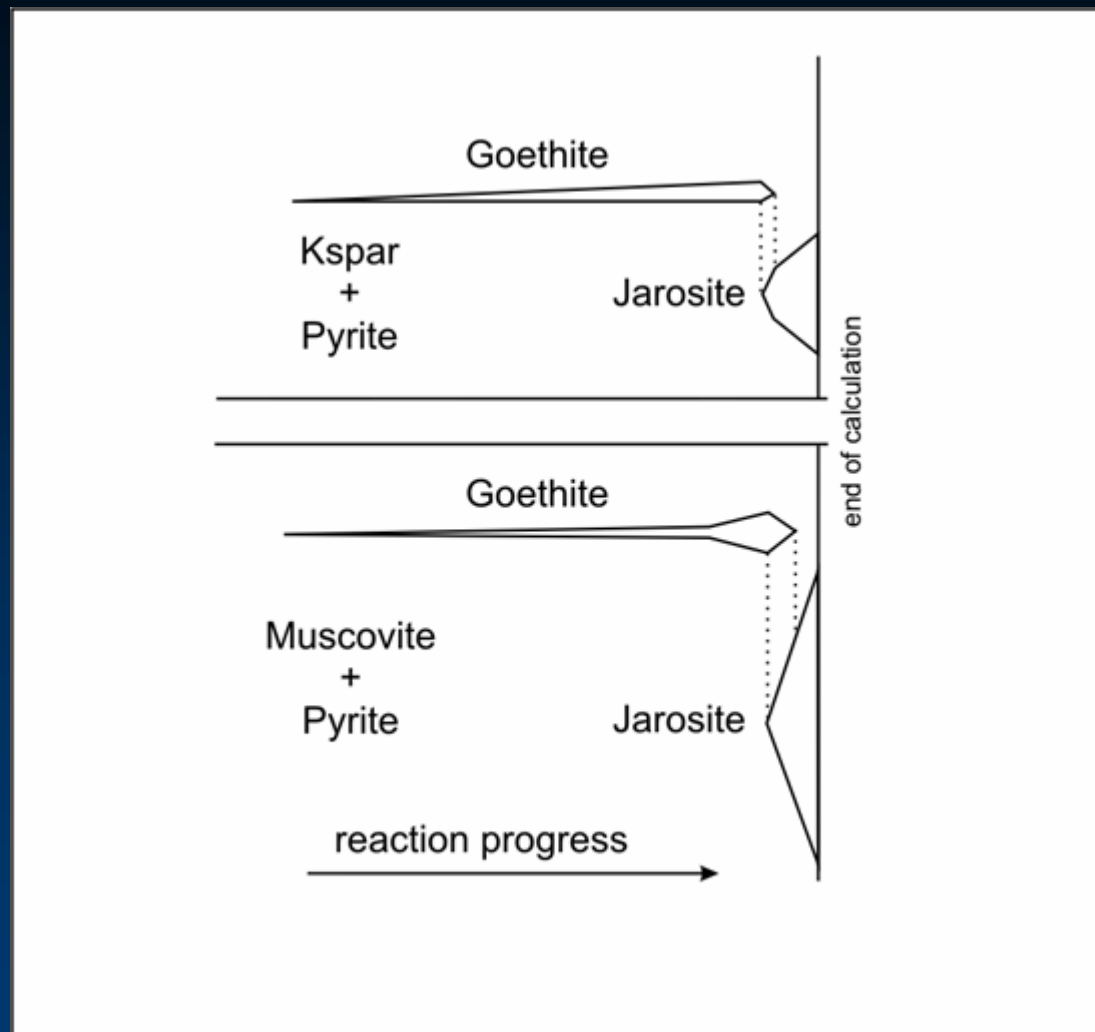 Goethite
Kspar
+
Pyrite
Jarosite
end of calculation
Goethite
Muscovite
+
Pyrite
Jarosite
reaction progress